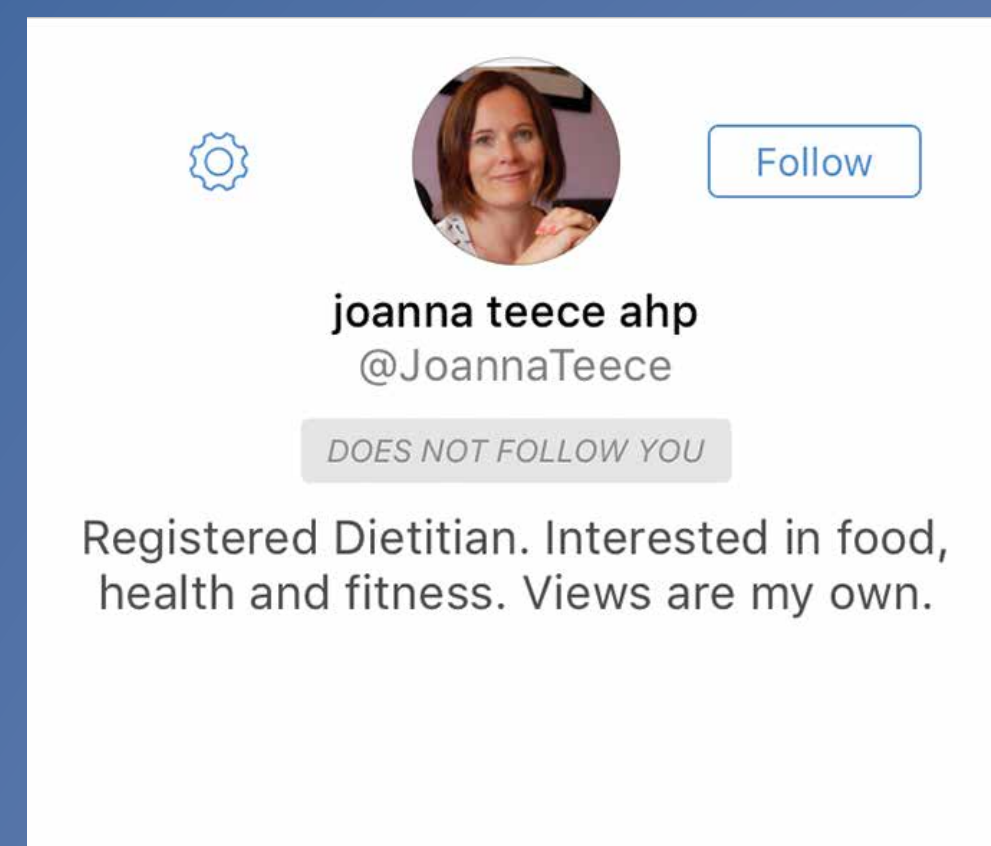 Follow
joanna teece ahp
@JoannaTeece
DOES NOT FOLLOW YOU
Registered Dietitian. Interested in food,
health and fitness. Views are my own.